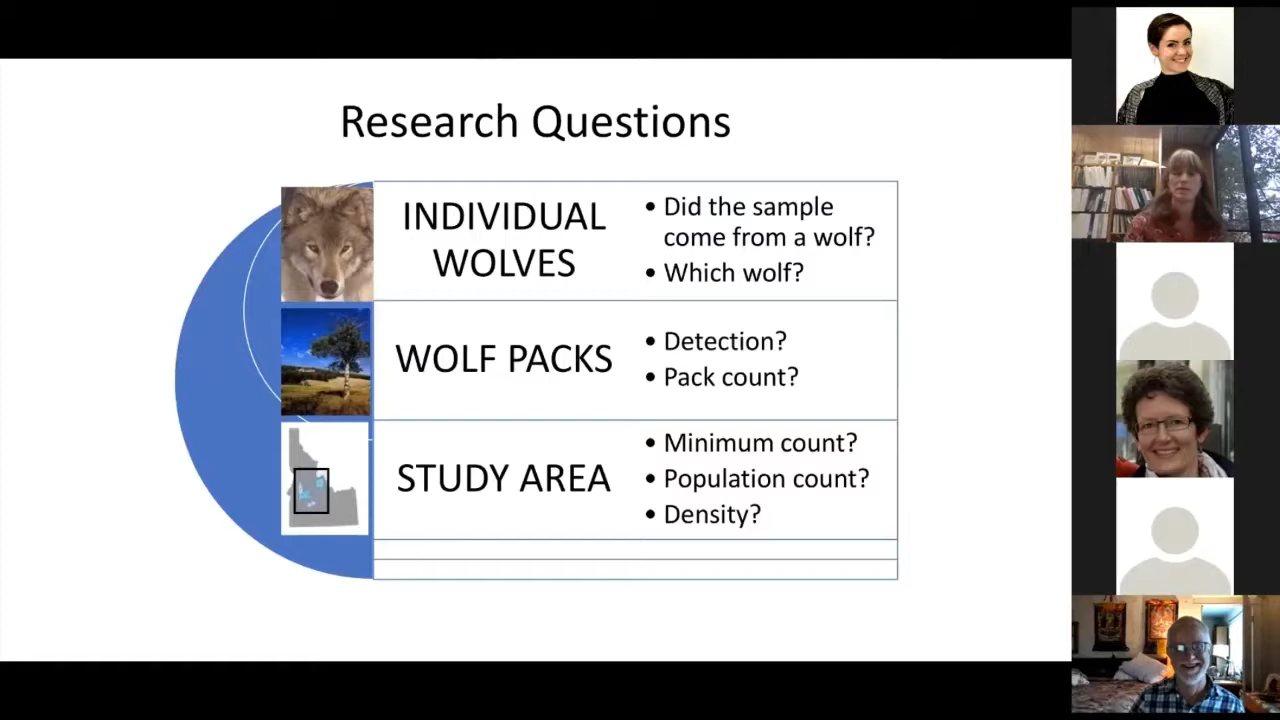 Research Questions
INDIVIDUAL
WOLVES
• Did the sample
come from a wolf?
• Which wolf?
WOLF PACKS
• Detection?
• Pack count?
STUDY AREA
• Minimum count?
• Population count?
• Density?